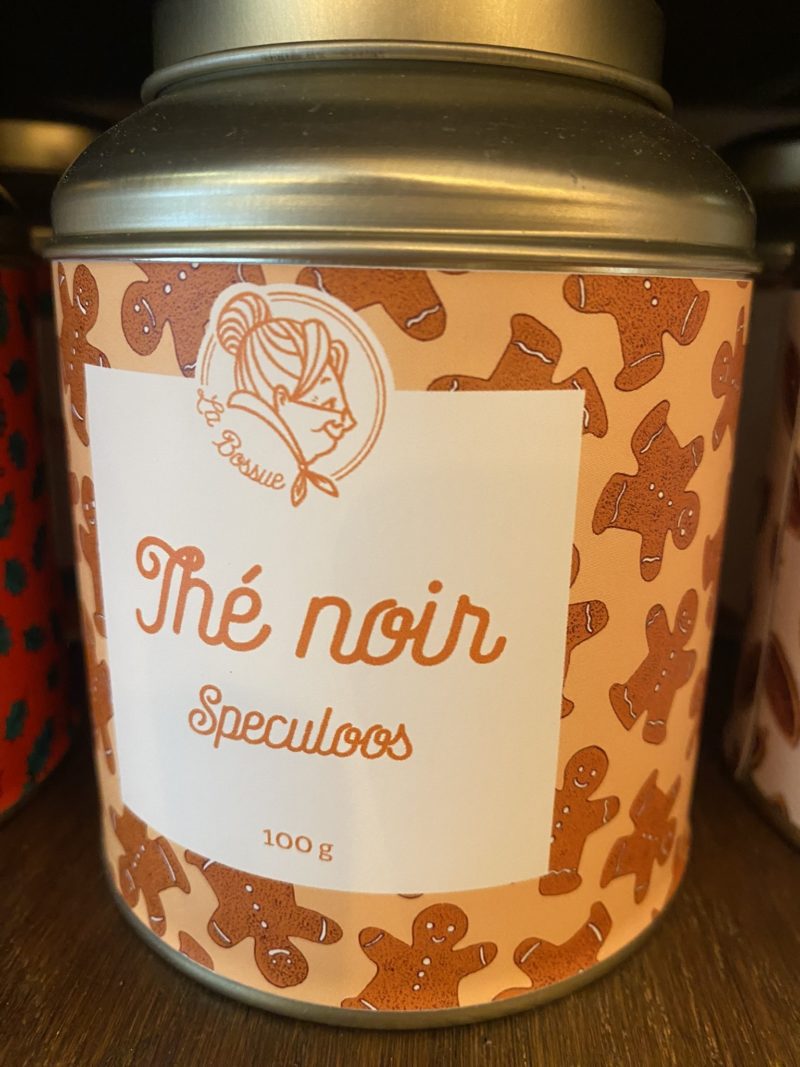 La Bossue
Thé noir
Speculoos
100 g